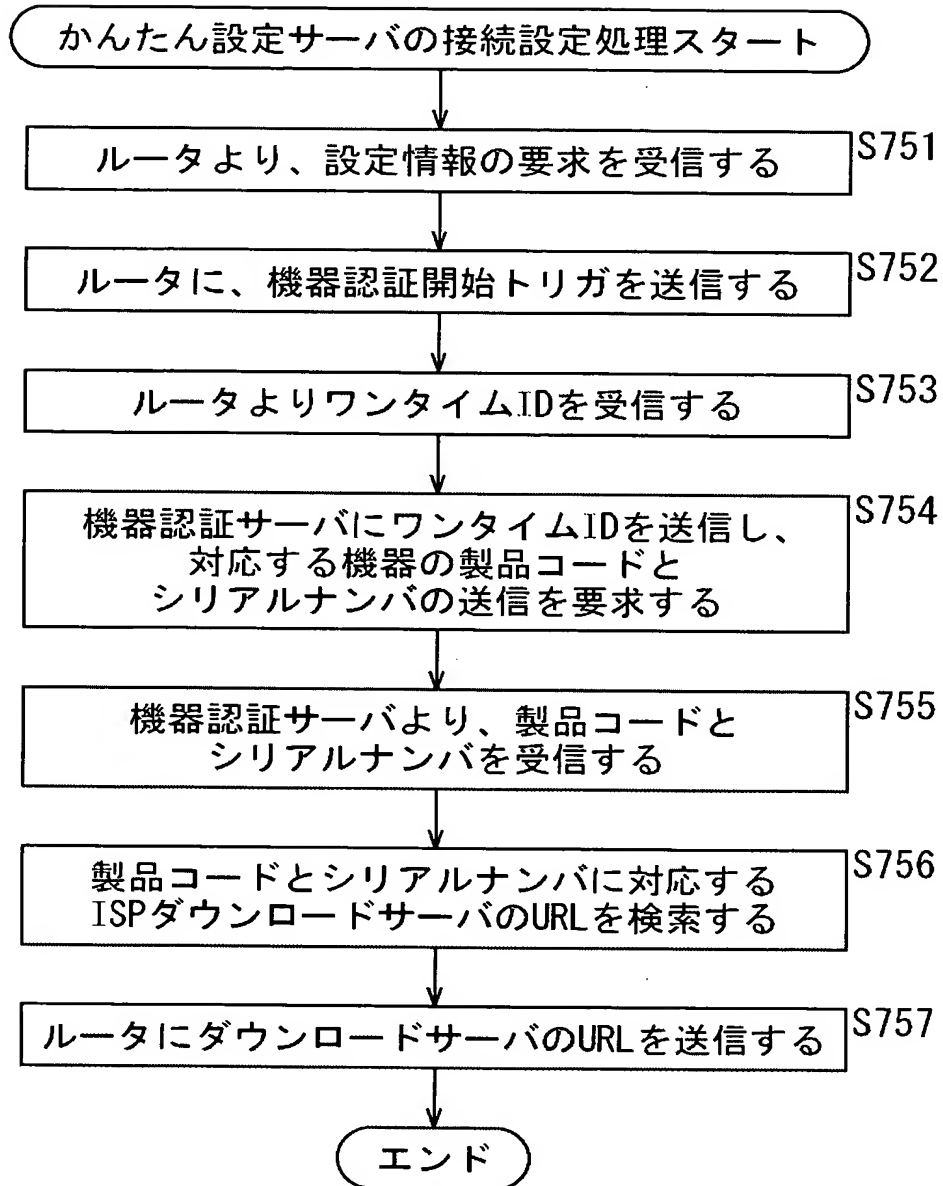 かんたん設定サーバの接続設定処理スタート
ルータより、設定情報の要求を受信する
S751
ルータに、機器認証開始トリガを送信する
S752
ルータよりワンタイムIDを受信する
S753
機器認証サーバにワンタイムIDを送信し、
対応する機器の製品コードと
シリアルナンバの送信を要求する
S754
機器認証サーバより、製品コードと
シリアルナンバを受信する
S755
製品コードとシリアルナンバに対応する
ISPダウンロードサーバのURLを検索する
S756
ルータにダウンロードサーバのURLを送信する
S757
エンド